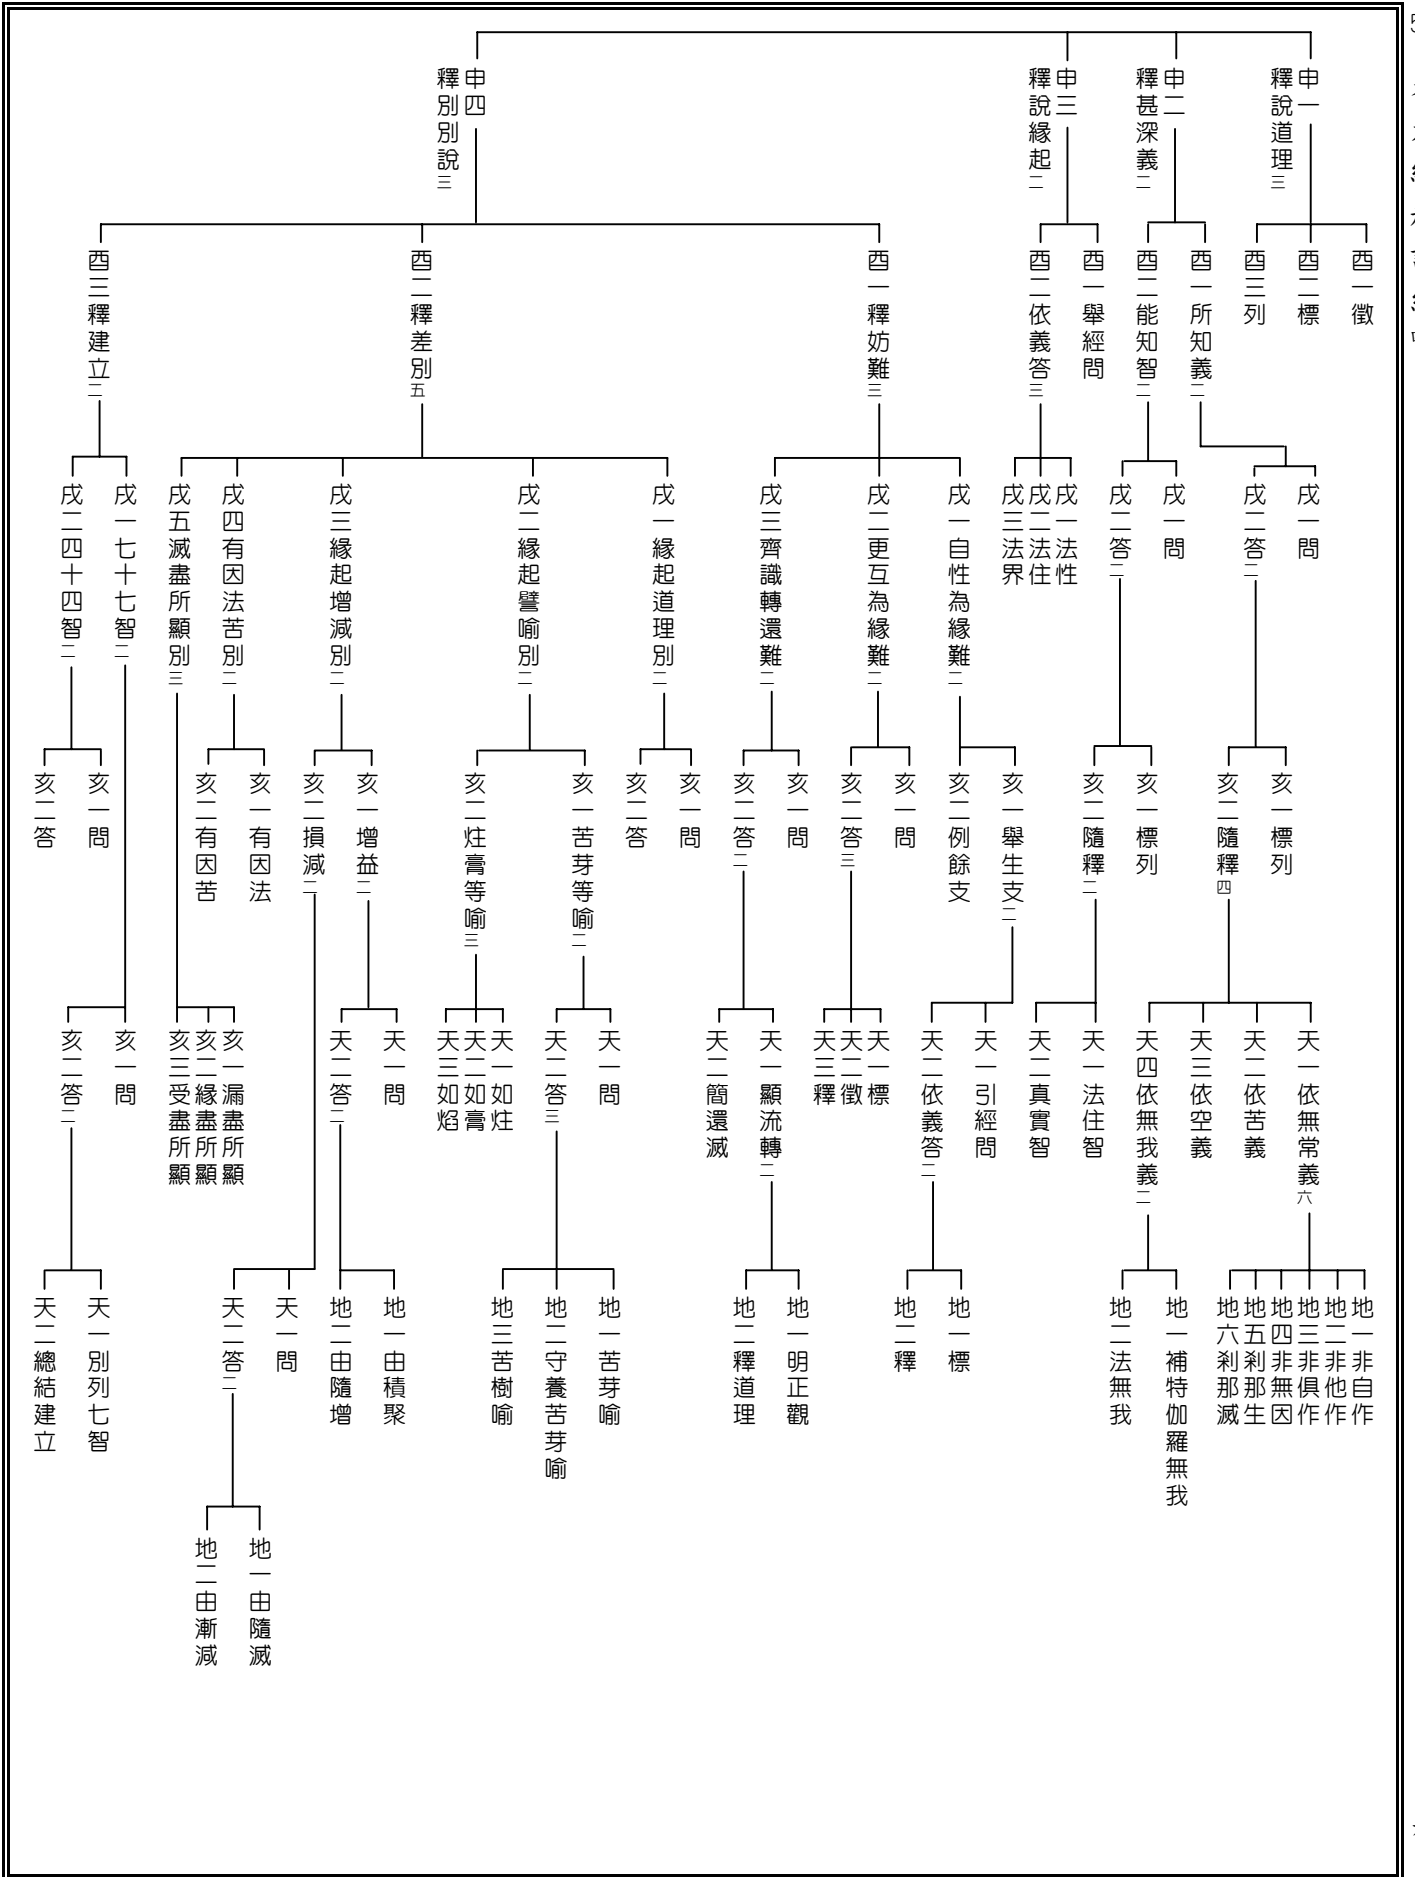 申一
釋說道理三
申二
釋甚深義二
申三
釋說緣起二
申四
釋別別說三
酉一徵
酉二標
酉三列
酉一所知義二
酉二能知智二
酉一舉經問
酉二依義答三
酉一釋妨難三
酉二釋差別五
酉三釋建立二
戌一問
戌二答二
戌一問
戌二答二
戌一法性
戌二法住
戌三法界
戌一自性為緣難二
戌二更互為緣難二
戌三齊識轉還難二
戌一緣起道理別二
戌二緣起譬喻別二
戌三緣起增減別二
戌四有因法苦別二
戌五滅盡所顯別三
戌一七十七智二
戌二四十四智二
亥一標列
亥二隨釋四
亥一標列
亥二隨釋二
亥一舉生支二
亥二例餘支
亥一問
亥二答三
亥一問
亥二答二
亥一問
亥二答
亥一苦芽等喻二
亥二炷膏等喻三
亥一增益二
亥二損減二
亥一有因法
亥二有因苦
亥一問
亥二答
天一依無常義六
天二依苦義
天三依空義
天四依無我義二
天一法住智
天二真實智
天一引經問
天二依義答二
天一標
天二徵
天三釋
天一顯流轉二
天二簡還滅
天一問
天二答三
天一如炷
天二如膏
天三如焰
天一問
天二答二
亥一漏盡所顯
亥二緣盡所顯
亥三受盡所顯
亥一問
亥二答二
地一非自作
地二非他作
地三非俱作
地四非無因
地五剎那生
地六剎那滅
地一補特伽羅無我
地二法無我
地一標
地二釋
地一明正觀
地二釋道理
地一苦芽喻
地二守養苦芽喻
地三苦樹喻
地一由積聚
地二由隨增
天一問
天二答二
天一別列七智
天二總結建立
地一由隨滅
地二由漸減